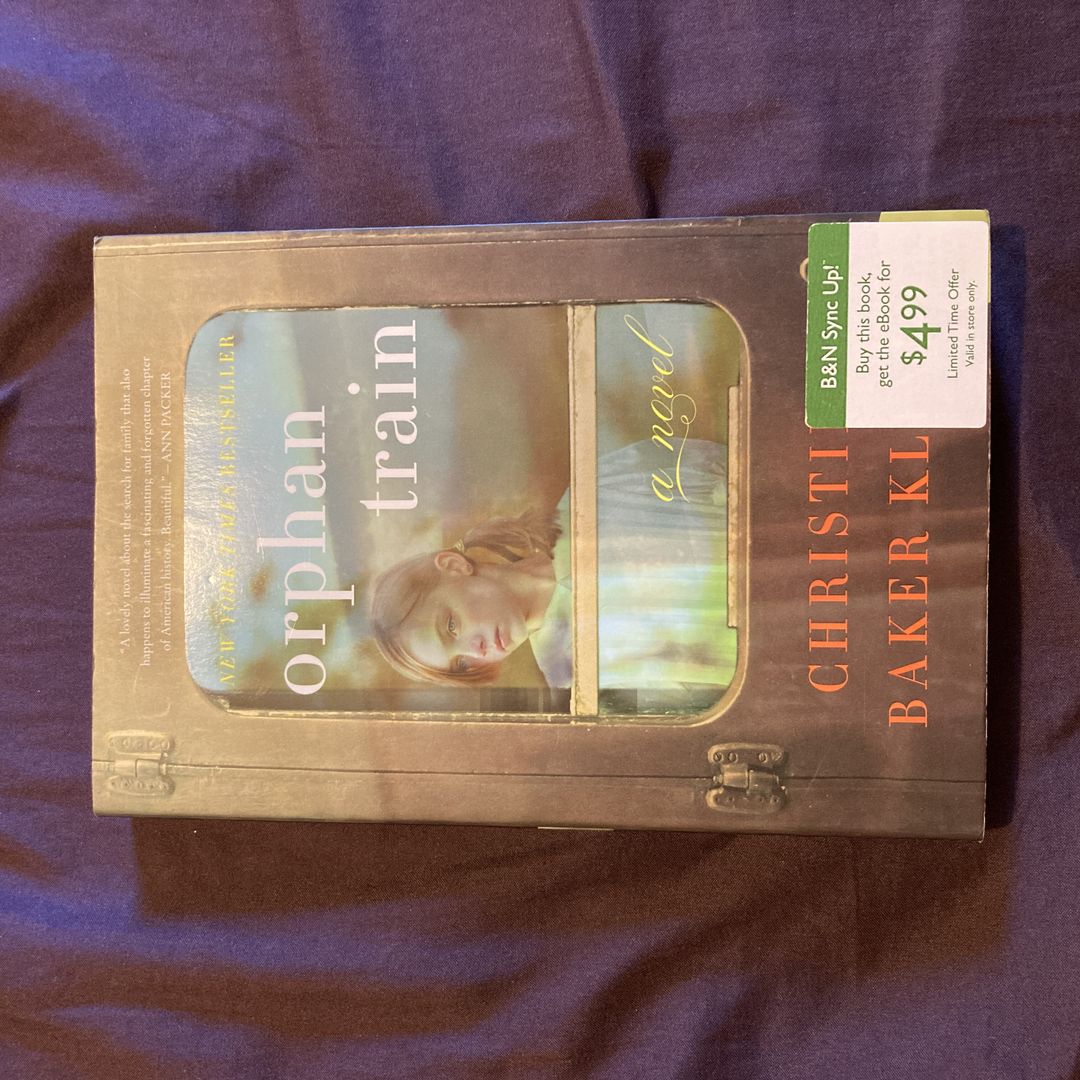 "A lovely novel about the search for family that also
happens to illuminate a fascinating and forgotten chapter
of American history. Beautiful." —ANN PACKER
NEW YORK TIMES BESTSELLER
orphan
train
a novel
CHRISTI
BAKER KL
B&N Sync Up!™
Buy this book,
get the eBook for
$4.99
Limited Time Offer
Valid in store only.